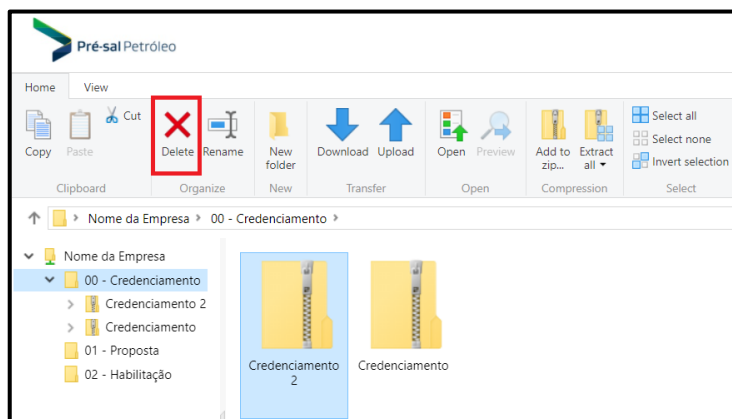 Pré-sal Petróleo
Home View
Copy Paste Cut Delete Rename New folder Download Upload Open Preview Add to zip... Extract all Select all
Select none
Invert selection
Clipboard Organize New Transfer Open Compression Select
Nome da Empresa 00 - Credenciamento
Nome da Empresa
00 - Credenciamento
Credenciamento 2
Credenciamento
01 - Proposta
02 - Habilitação
Credenciamento 2
Credenciamento